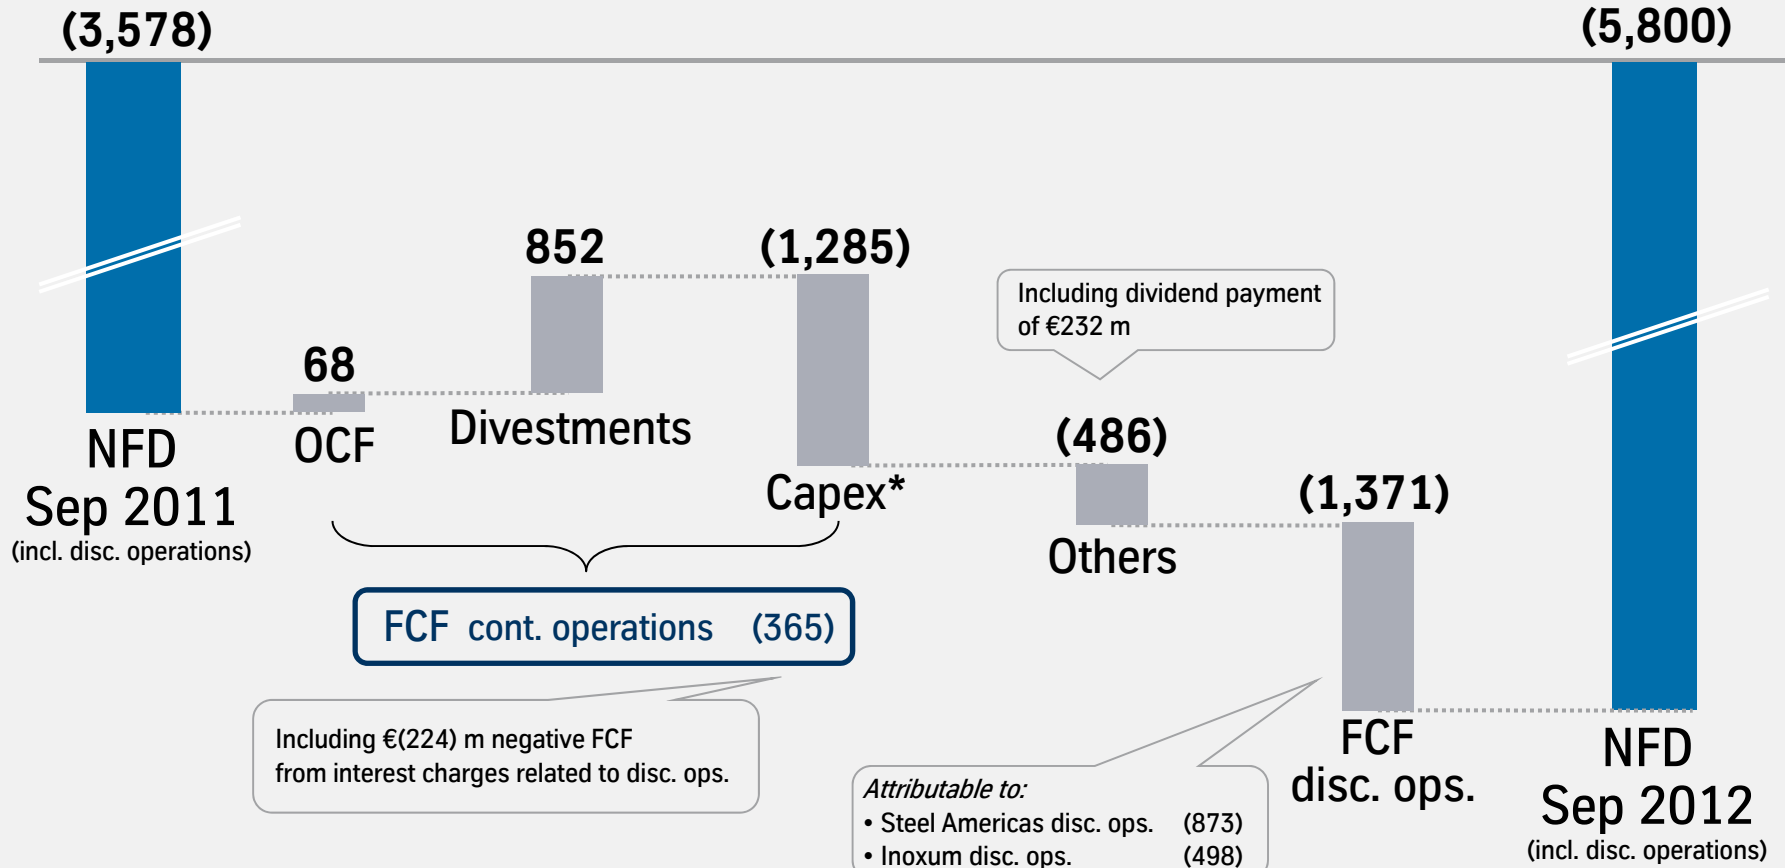 (3,578)
(5,800)
852
(1,285)
Including dividend payment
of €232 m
68
(486)
NFD
Sep 2011
(incl. disc. operations)
OCF
Divestments
Capex*
(1,371)
Others
FCF cont. operations (365)
Including €(224) m negative FCF
from interest charges related to disc. ops.
FCF
disc. ops.
NFD
Sep 2012
(incl. disc. operations)
Attributable to:
• Steel Americas disc. ops. (873)
• Inoxum disc. ops. (498)